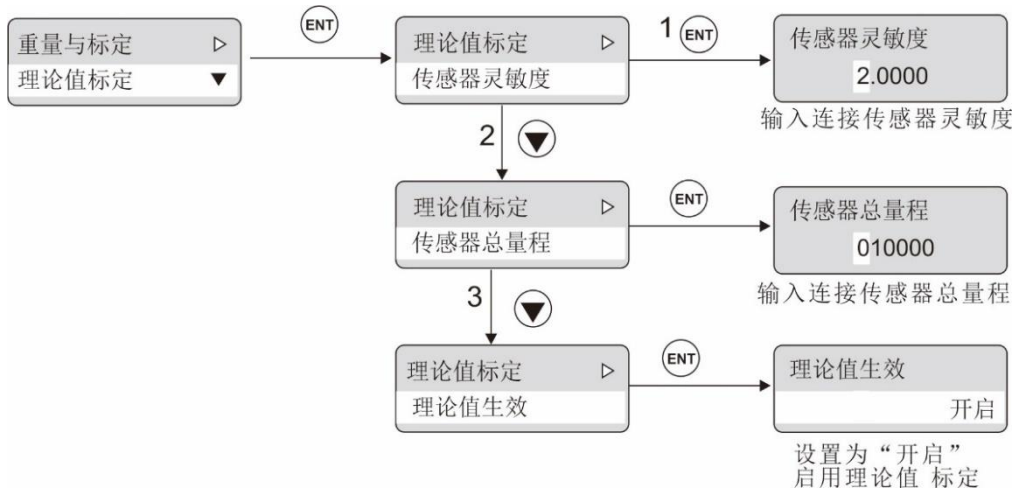 重量与标定
理论值标定
ENT
理论值标定
传感器灵敏度
1 ENT
传感器灵敏度
2.0000
输入连接传感器灵敏度
2
理论值标定
传感器总量程
ENT
传感器总量程
010000
输入连接传感器总量程
3
理论值标定
理论值生效
ENT
理论值生效
开启
设置为“开启”
启用理论值 标定